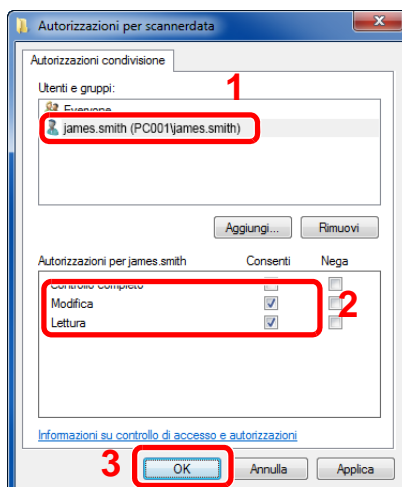 Autorizzazioni per scannerdata
Autorizzazioni condivisione
Utenti e gruppi:
1
Everyone
james.smith (PC001\james.smith)
Aggiungi...
Rimuovi
Autorizzazioni per james.smith Consenti Nega
Controllo completo
Modifica
2
Lettura
Informazioni su controllo di accesso e autorizzazioni
3
OK
Annulla
Applica